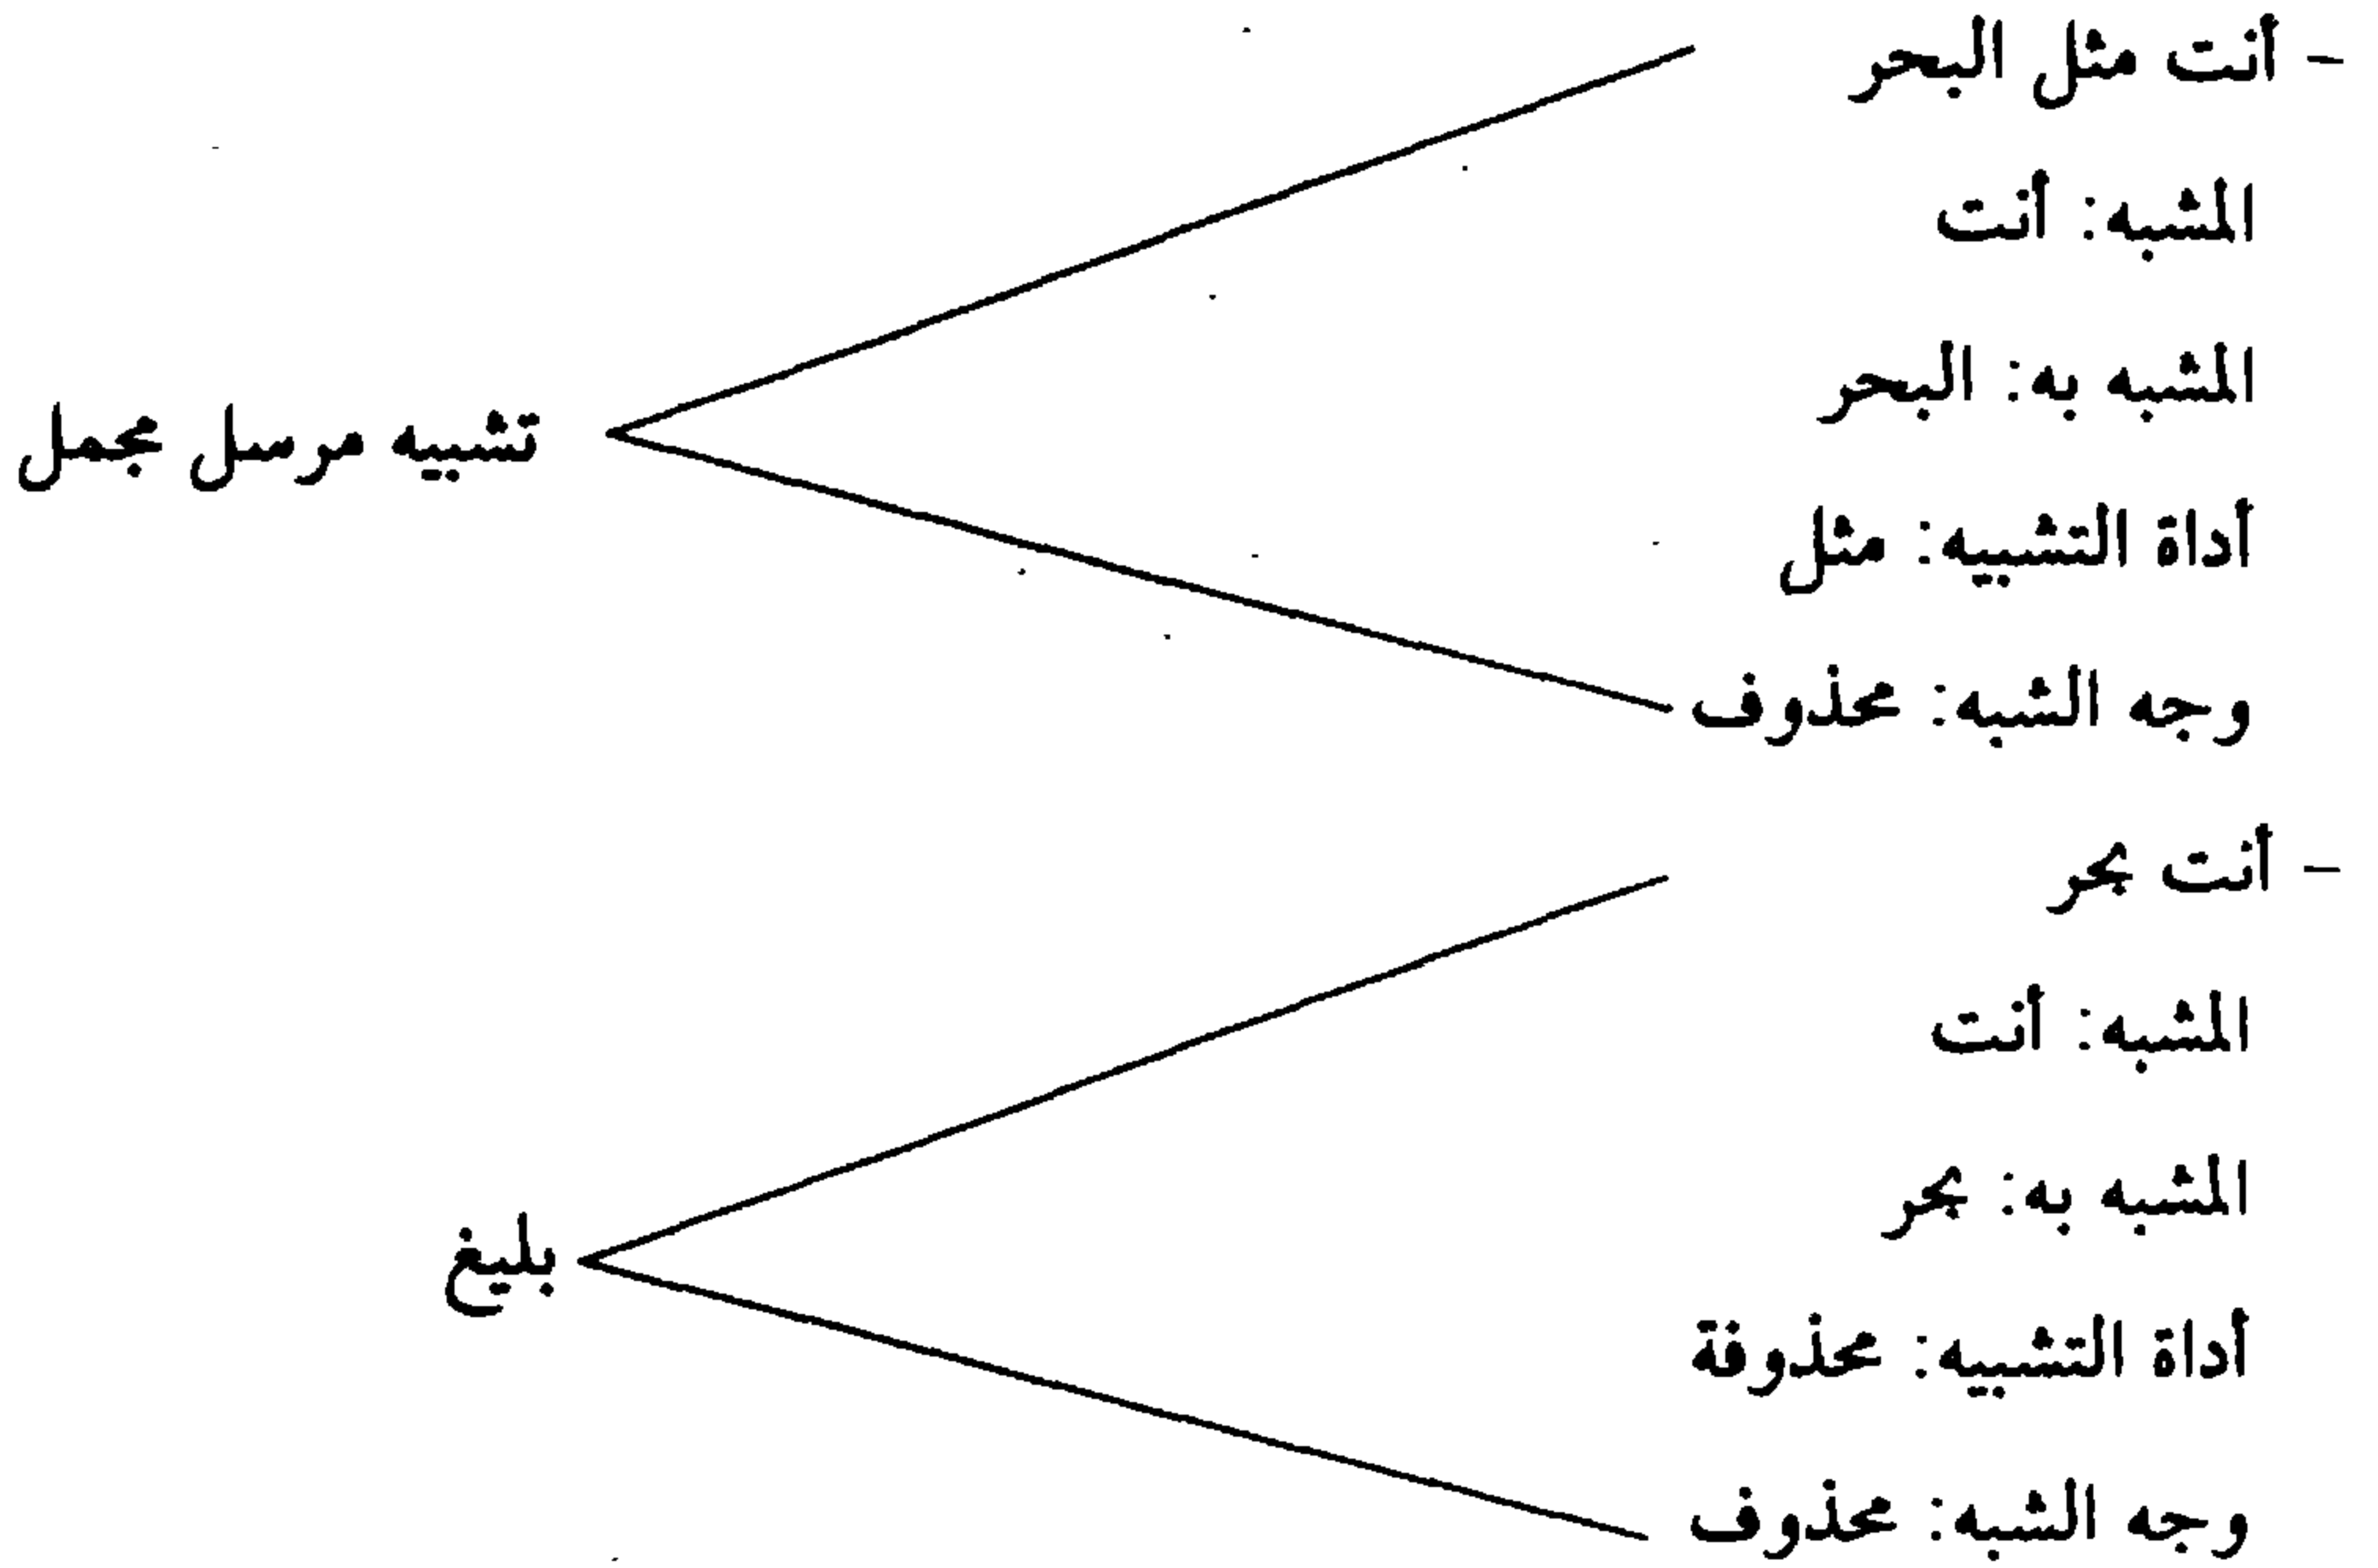 - أنت مثل البحر
المشبه: أنت
المشبه به: البحر
تشبيه مرسل مجمل
أداة التشبيه: مثل
وجه الشبه: محذوف
- أنت بحر
المشبه: أنت
المشبه به: بحر
بليغ
أداة التشبيه: محذوفة
وجه الشبه: محذوف